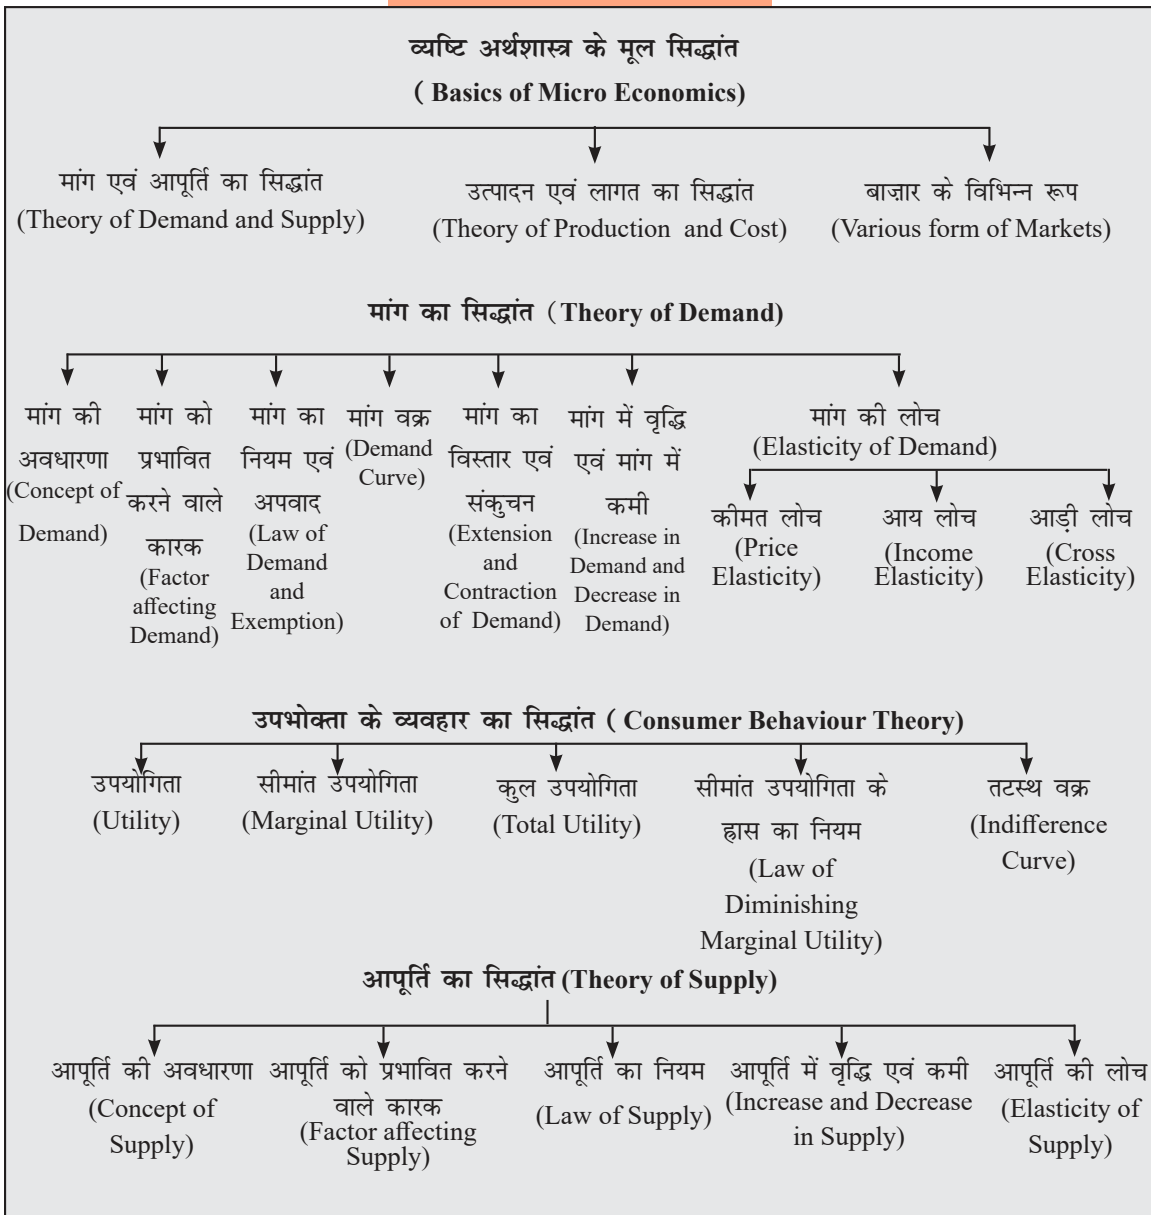 व्यष्टि अर्थशास्त्र के मूल सिद्धांत
( Basics of Micro Economics)
मांग एवं आपूर्ति का सिद्धांत
(Theory of Demand and Supply)
उत्पादन एवं लागत का सिद्धांत
(Theory of Production and Cost)
बाज़ार के विभिन्न रूप
(Various form of Markets)
मांग का सिद्धांत (Theory of Demand)
मांग की
अवधारणा
(Concept of
Demand)
मांग को
प्रभावित
करने वाले
कारक
(Factor
affecting
Demand)
मांग का
नियम एवं
अपवाद
(Law of
Demand
and
Exemption)
मांग वक्र
(Demand
Curve)
मांग का
विस्तार एवं
संकुचन
(Extension
and
Contraction
of Demand)
मांग में वृद्धि
एवं मांग में
कमी
(Increase in
Demand and
Decrease in
Demand)
मांग की लोच
(Elasticity of Demand)
कीमत लोच
(Price
Elasticity)
आय लोच
(Income
Elasticity)
आड़ी लोच
(Cross
Elasticity)
उपभोक्ता के व्यवहार का सिद्धांत ( Consumer Behaviour Theory)
उपयोगिता
(Utility)
सीमांत उपयोगिता
(Marginal Utility)
कुल उपयोगिता
(Total Utility)
सीमांत उपयोगिता के
ह्रास का नियम
(Law of
Diminishing
Marginal Utility)
तटस्थ वक्र
(Indifference
Curve)
आपूर्ति का सिद्धांत (Theory of Supply)
आपूर्ति की अवधारणा
(Concept of
Supply)
आपूर्ति को प्रभावित करने
वाले कारक
(Factor affecting
Supply)
आपूर्ति का नियम
(Law of Supply)
आपूर्ति में वृद्धि एवं कमी
(Increase and Decrease
in Supply)
आपूर्ति की लोच
(Elasticity of
Supply)